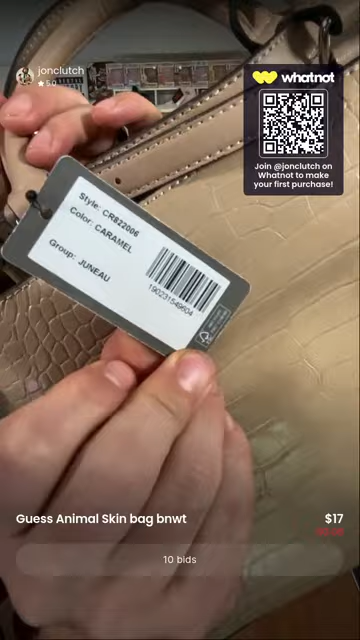 jonclutch
★ 5.0
whatnot
Join @jonclutch on
Whatnot to make
your first purchase!
Style: CR822006
Color: CARAMEL
Group: JUNEAU
190231549604
Guess Animal Skin bag bnwt
$17
10 bids